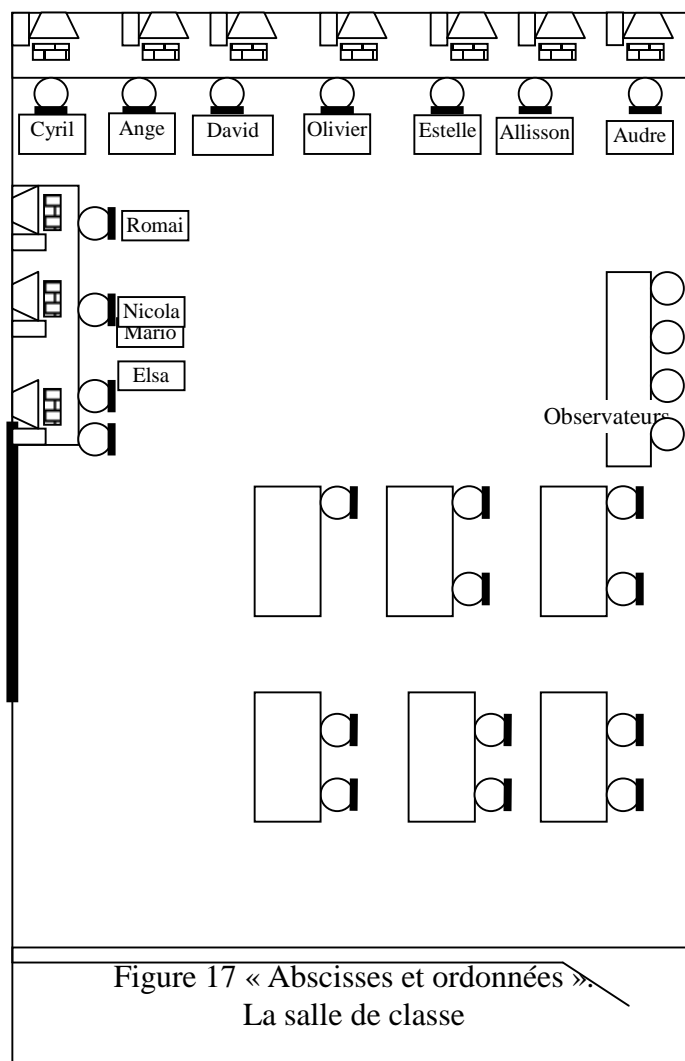 Cyril Ange David Olivier Estelle Allisson Audre
Romai
Nicola
Mario
Elsa
Observateurs
Figure 17 « Abscisses et ordonnées ».
La salle de classe